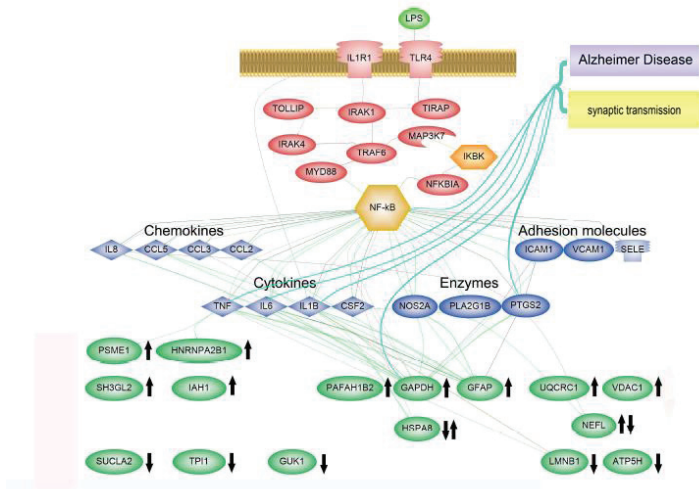 LPS
IL1R1
TLR4
Alzheimer Disease
synaptic transmission
TOLLIP
IRAK1
TIRAP
IRAK4
TRAF6
MAP3K7
IKBK
MYD88
NFKBIA
NF-kB
Chemokines
Adhesion molecules
IL8
CCL5
CCL3
CCL2
ICAM1
VCAM1
SELE
Cytokines
Enzymes
TNF
IL6
IL1B
CSF2
NOS2A
PLA2G1B
PTGS2
PSME1
HNRNPA2B1
SH3GL2
IAH1
PAFAH1B2
GAPDH
GFAP
UQCRC1
VDAC1
HSPA8
NEFL
SUCLA2
TPI1
GUK1
LMNB1
ATP5H